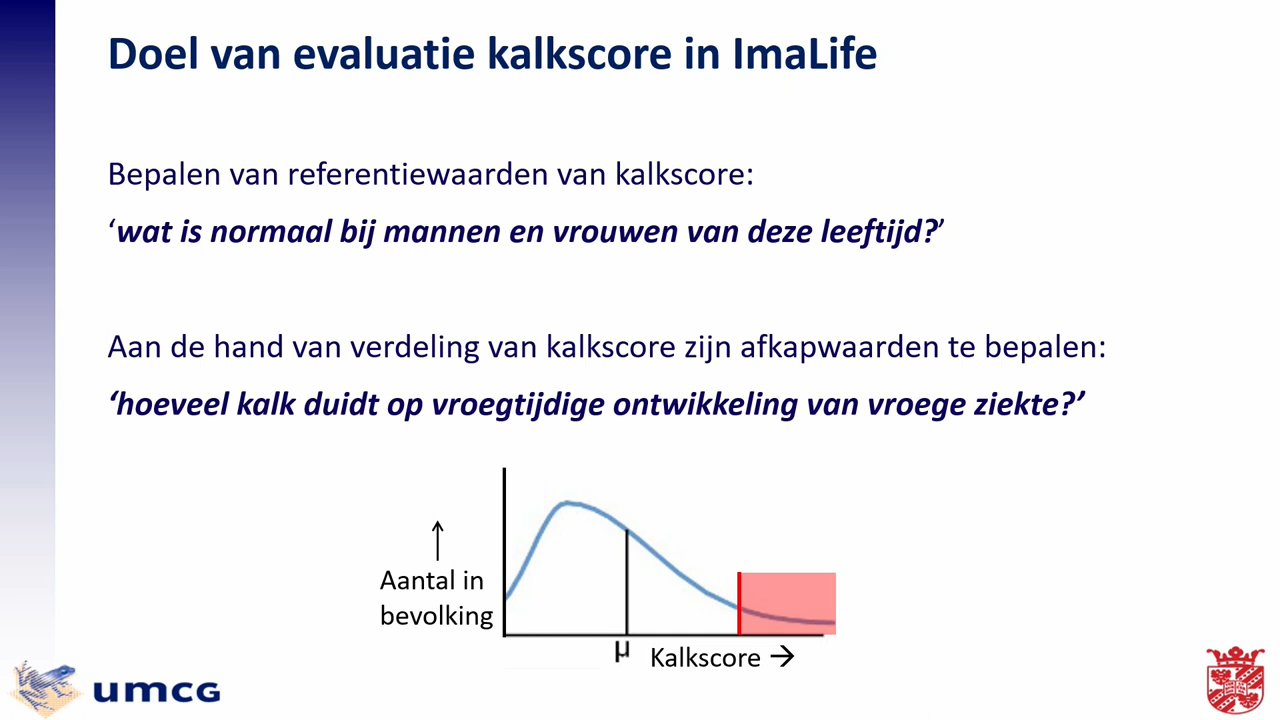 Doel van evaluatie kalkscore in ImaLife
Bepalen van referentiewaarden van kalkscore:
‘wat is normaal bij mannen en vrouwen van deze leeftijd?’
Aan de hand van verdeling van kalkscore zijn afkapwaarden te bepalen:
‘hoeveel kalk duidt op vroegtijdige ontwikkeling van vroege ziekte?’
↑
Aantal in
bevolking
μ
Kalkscore →
umcg